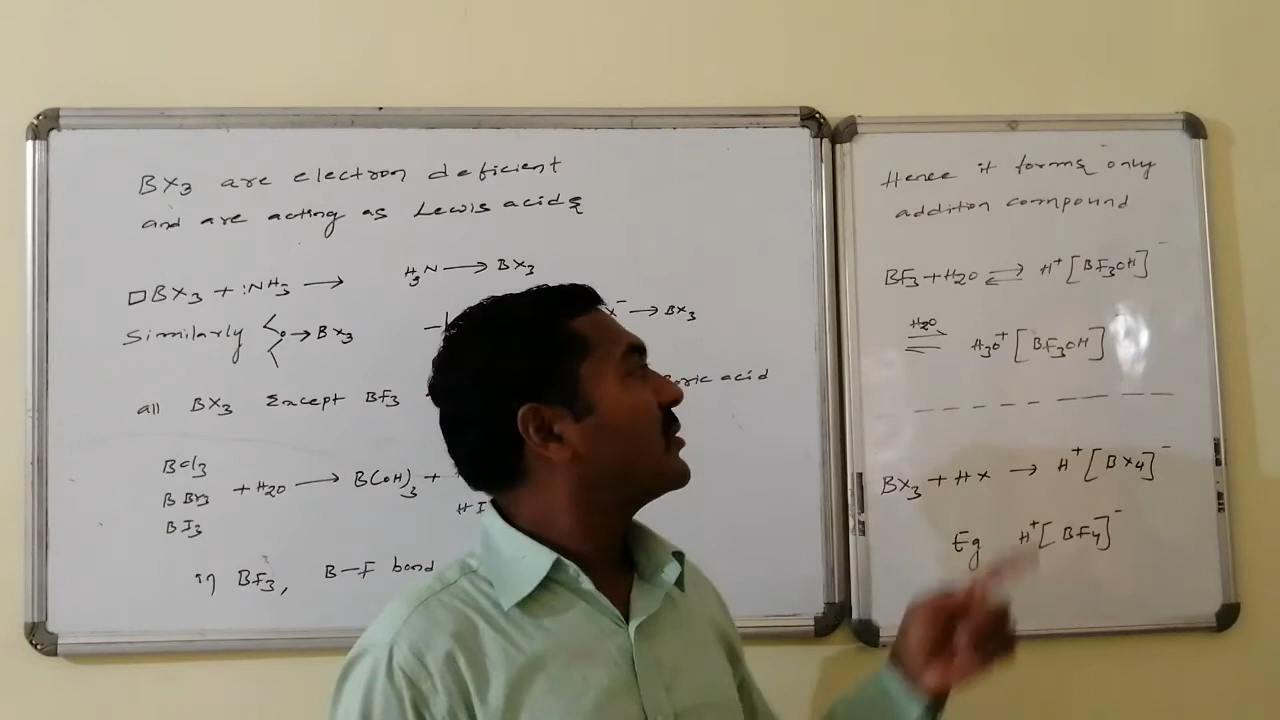 BX3 are electron deficient
and are acting as Lewis acids
□BX3 + :NH3 ⟶ H3N ⟶ BX3
Similarly O → BX3 X⁻ → BX3
all BX3 Except BF3 Boric acid
BCl3
BBr3 + H2O ⟶ B(OH)3 +
BI3 HI
in BF3, B—F bond
Hence it forms only
addition compound
BF3 + H2O ⇌ H⁺ [BF3OH]⁻
H2O ⇌ H3O⁺ [BF3OH]⁻
BX3 + HX → H⁺ [BX4]⁻
Eg H⁺ [BF4]⁻